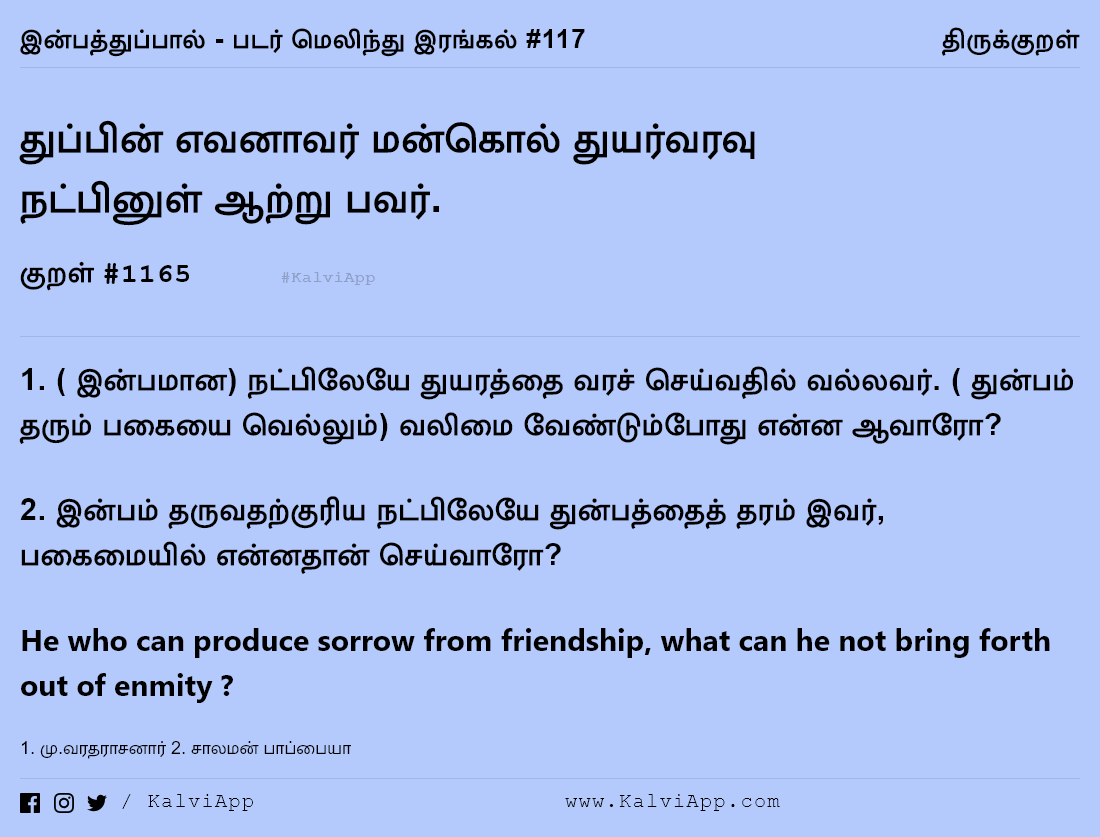 இன்பத்துப்பால் - படர் மெலிந்து இரங்கல் #117
திருக்குறள்
துப்பின் எவனாவர் மன்கொல் துயர்வரவு
நட்பினுள் ஆற்று பவர்.
குறள் #1165
#KalviApp
1. ( இன்பமான) நட்பிலேயே துயரத்தை வரச் செய்வதில் வல்லவர். ( துன்பம்
தரும் பகையை வெல்லும்) வலிமை வேண்டும்போது என்ன ஆவாரோ?
2. இன்பம் தருவதற்குரிய நட்பிலேயே துன்பத்தைத் தரம் இவர்,
பகைமையில் என்னதான் செய்வாரோ?
He who can produce sorrow from friendship, what can he not bring forth
out of enmity ?
1. மு.வரதராசனார் 2. சாலமன் பாப்பையா
/ KalviApp
www.KalviApp.com